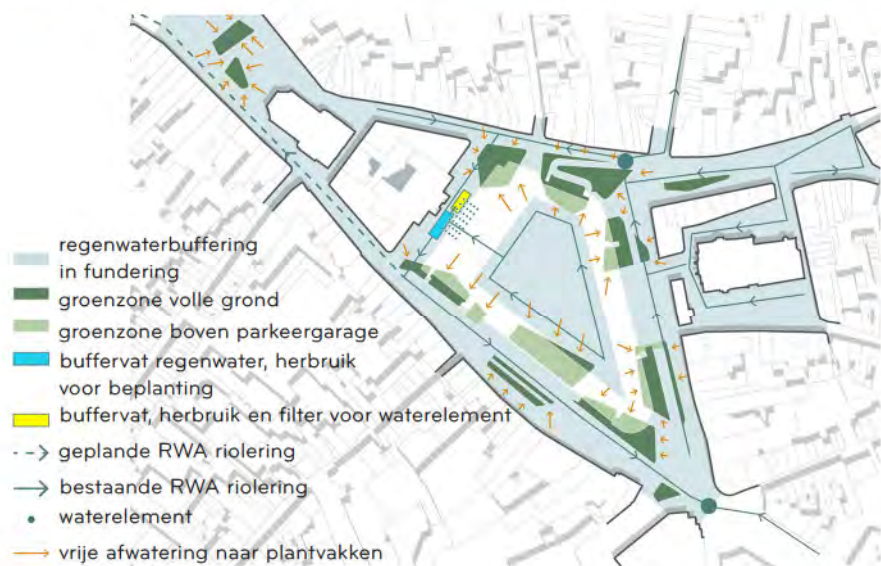 regenwaterbuffering
in fundering
groenzone volle grond
groenzone boven parkeergarage
buffervat regenwater, herbruik
voor beplanting
buffervat, herbruik en filter voor waterelement
geplande RWA riolering
bestaande RWA riolering
waterelement
vrije afwatering naar plantvakken